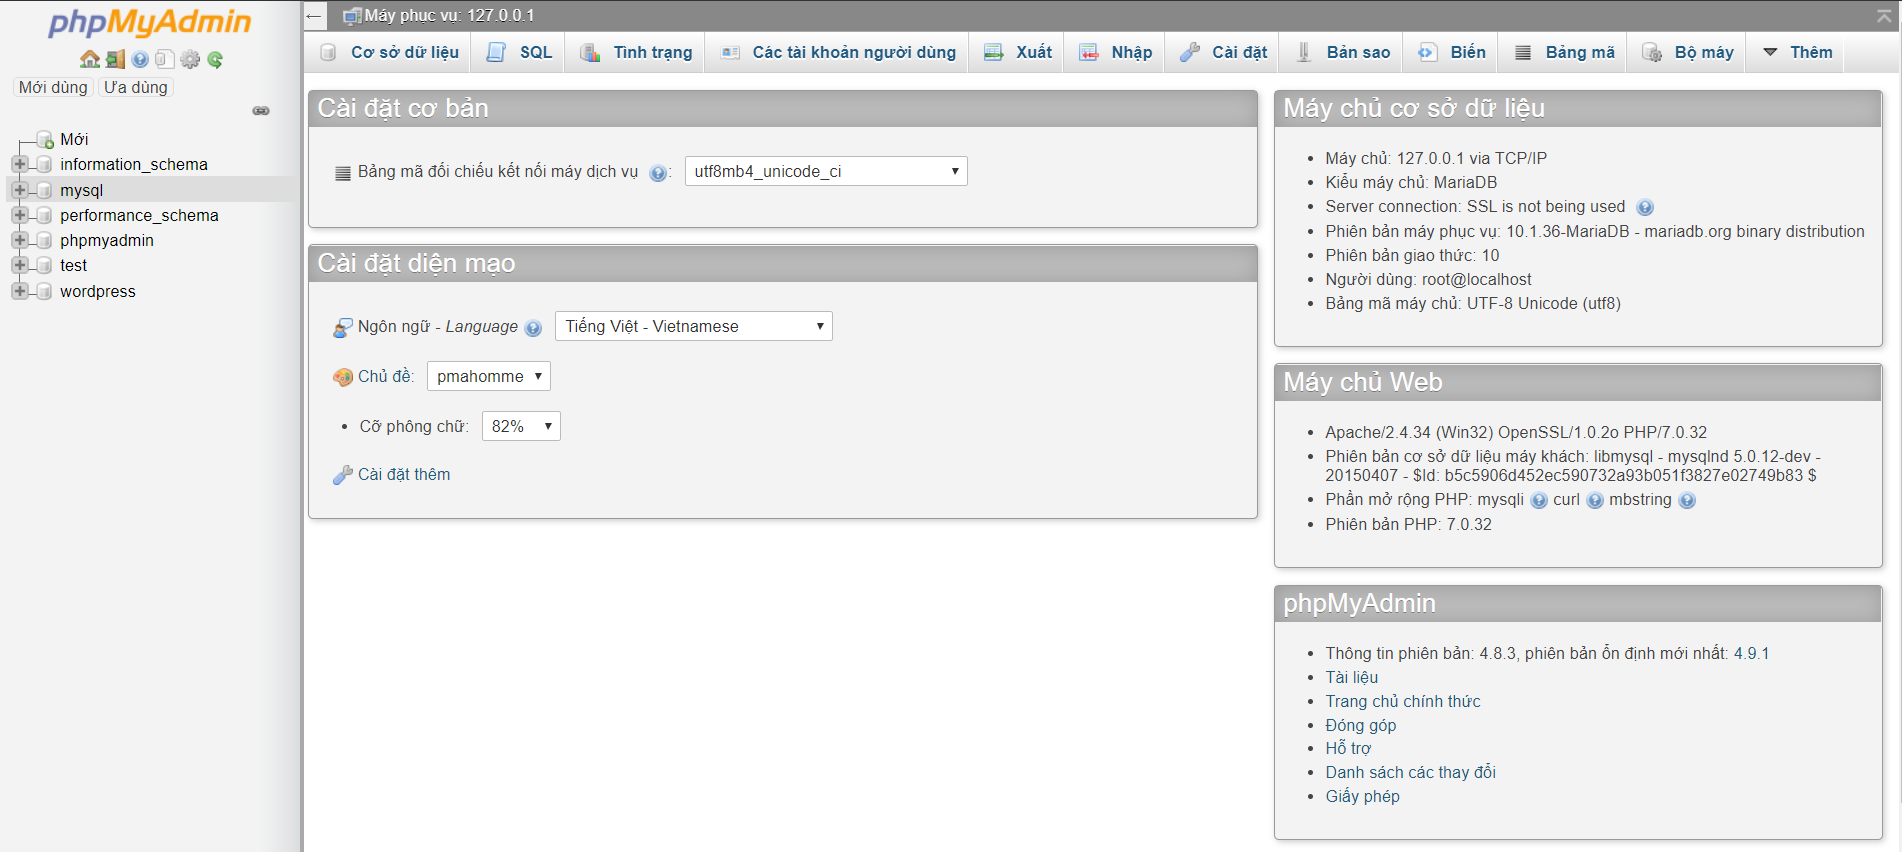 phpMyAdmin
Mới dùng Ưa dùng
Mới
information_schema
mysql
performance_schema
phpmyadmin
test
wordpress
Máy phục vụ: 127.0.0.1
Cơ sở dữ liệu SQL Tình trạng Các tài khoản người dùng Xuất Nhập Cài đặt Bản sao Biến Bảng mã Bộ máy Thêm
Cài đặt cơ bản
Bảng mã đối chiếu kết nối máy dịch vụ : utf8mb4_unicode_ci
Cài đặt diện mạo
Ngôn ngữ - Language Tiếng Việt - Vietnamese
Chủ đề: pmahomme
• Cỡ phông chữ: 82%
Cài đặt thêm
Máy chủ cơ sở dữ liệu
• Máy chủ: 127.0.0.1 via TCP/IP
• Kiểu máy chủ: MariaDB
• Server connection: SSL is not being used
• Phiên bản máy phục vụ: 10.1.36-MariaDB - mariadb.org binary distribution
• Phiên bản giao thức: 10
• Người dùng: root@localhost
• Bảng mã máy chủ: UTF-8 Unicode (utf8)
Máy chủ Web
• Apache/2.4.34 (Win32) OpenSSL/1.0.2o PHP/7.0.32
• Phiên bản cơ sở dữ liệu máy khách: libmysql - mysqlnd 5.0.12-dev -
20150407 - $Id: b5c5906d452ec590732a93b051f3827e02749b83 $
• Phần mở rộng PHP: mysqli curl mbstring
• Phiên bản PHP: 7.0.32
phpMyAdmin
• Thông tin phiên bản: 4.8.3, phiên bản ổn định mới nhất: 4.9.1
• Tài liệu
• Trang chủ chính thức
• Đóng góp
• Hỗ trợ
• Danh sách các thay đổi
• Giấy phép